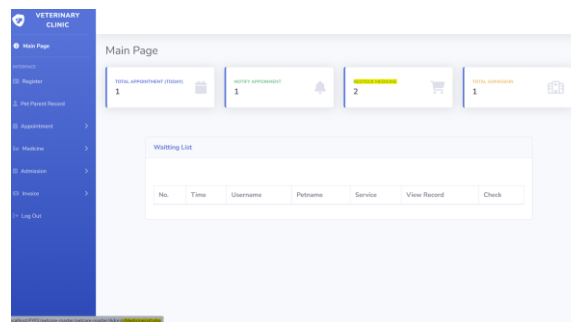 VETERINARY
CLINIC
Main Page
INTERFACE
Register
Pet Parent Record
Appointment
Medicine
Admission
Invoice
Log Out
Main Page
TOTAL APPOINTMENT (TODAY)
1
NOTIFY APPOINMENT
1
RESTOCK MEDICINE
2
TOTAL ADMISSION
1
Waitting List
No. Time Username Petname Service View Record Check